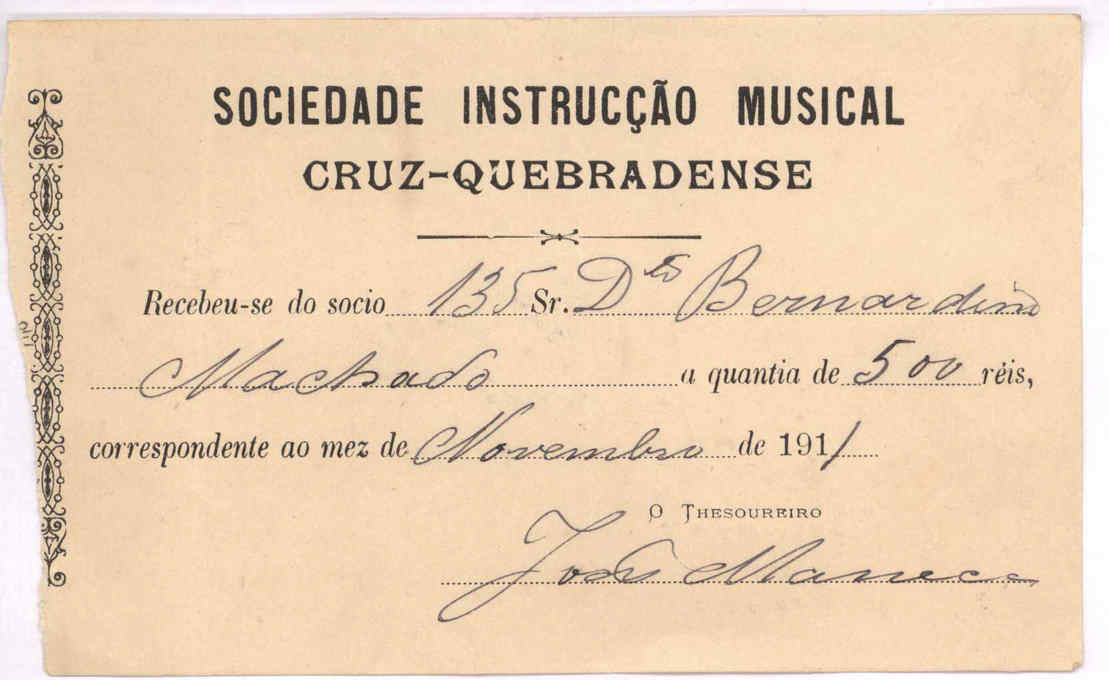 SOCIEDADE INSTRUCÇÃO MUSICAL
CRUZ-QUEBRADENSE
Recebeu-se do socio 135 Sr. Dr Bernardino
Machado a quantia de 500 réis,
correspondente ao mez de Novembro de 1911
O THESOUREIRO